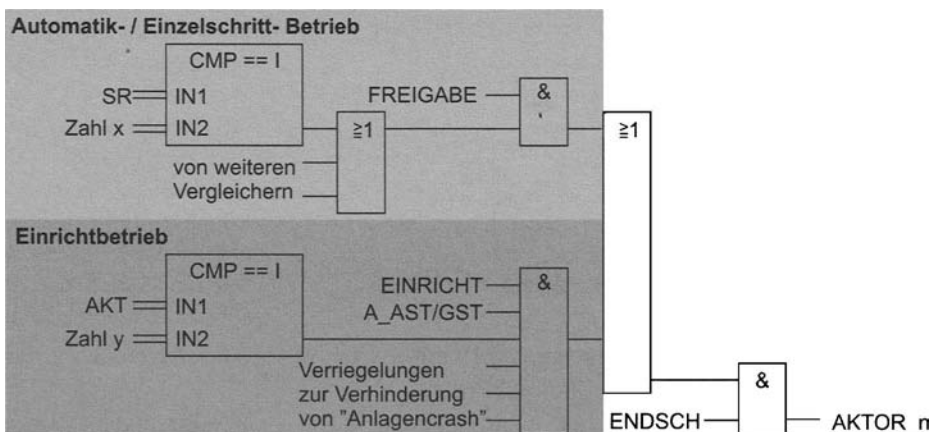 Automatik- / Einzelschritt- Betrieb
CMP == I
SR
IN1
Zahl x
IN2
≧1
von weiteren
Vergleichern
FREIGABE
&
≧1
Einrichtbetrieb
CMP == I
AKT
IN1
Zahl y
IN2
EINRICHT
A_AST/GST
&
Verriegelungen
zur Verhinderung
von "Anlagencrash"
&
ENDSCH
AKTOR